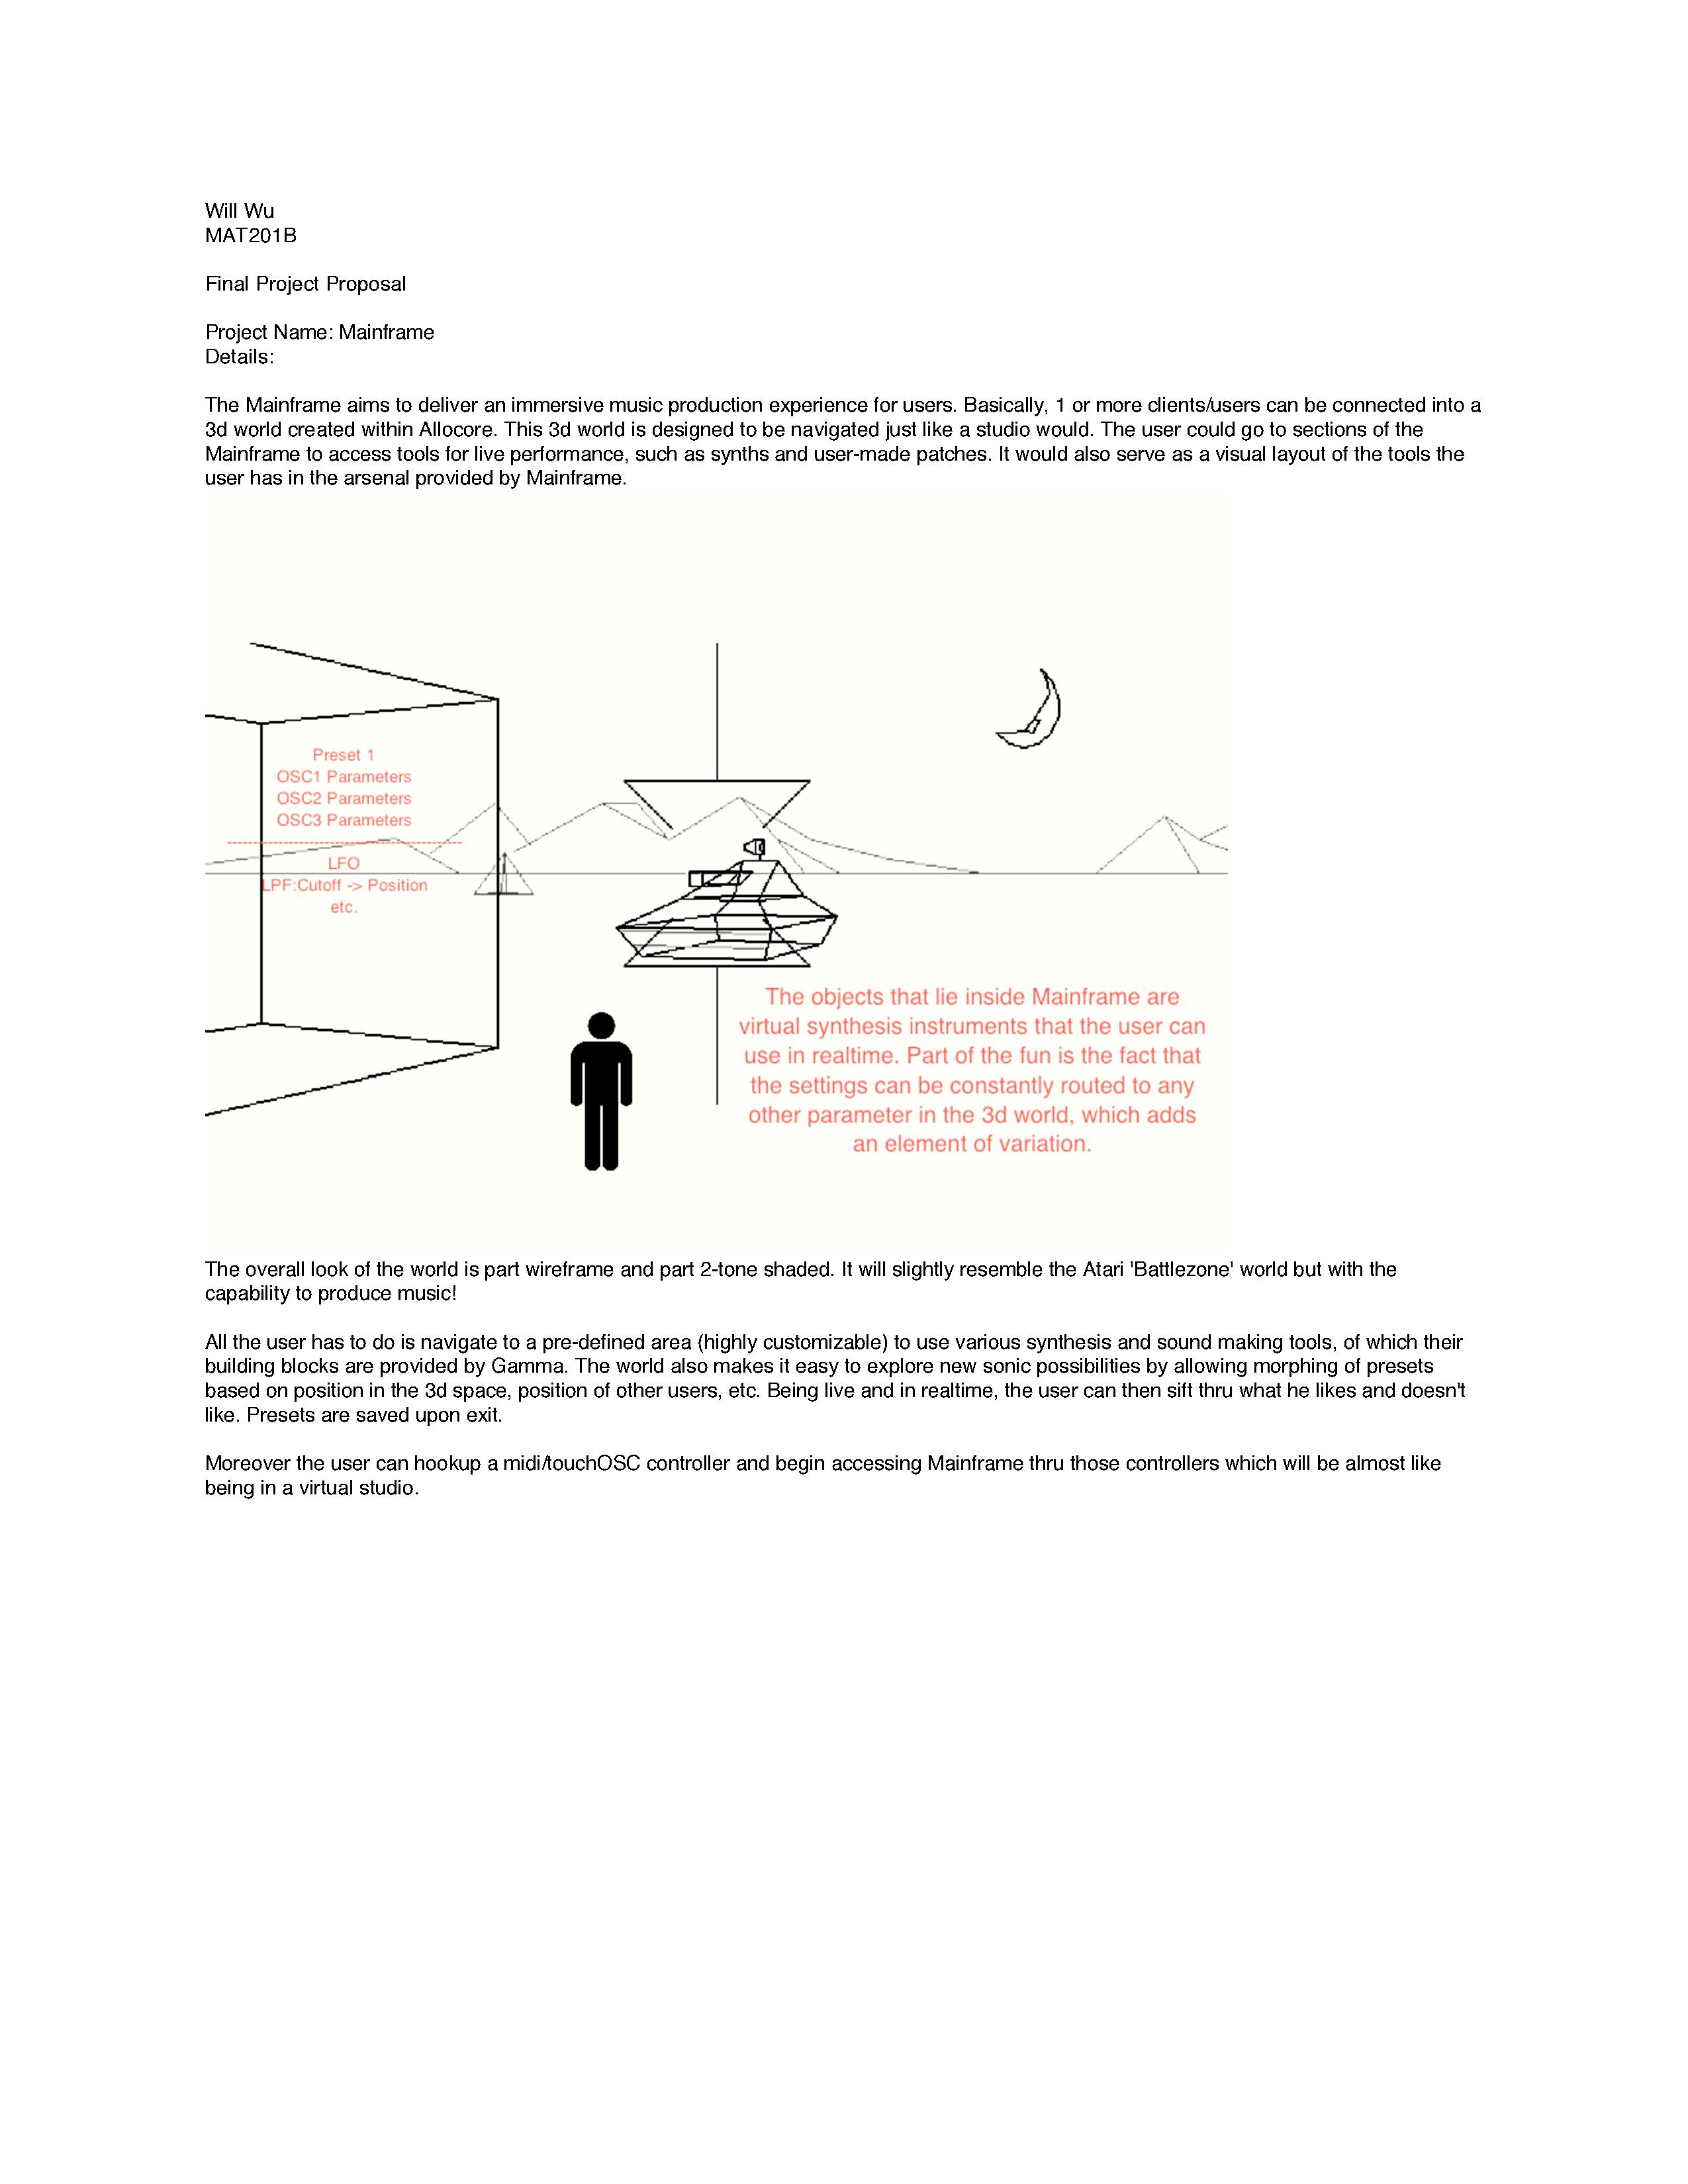 Will Wu
MAT201B
Final Project Proposal
Project Name: Mainframe
Details:
The Mainframe aims to deliver an immersive music production experience for users. Basically, 1 or more clients/users can be connected into a
3d world created within Allocore. This 3d world is designed to be navigated just like a studio would. The user could go to sections of the
Mainframe to access tools for live performance, such as synths and user-made patches. It would also serve as a visual layout of the tools the
user has in the arsenal provided by Mainframe.
Preset 1
OSC1 Parameters
OSC2 Parameters
OSC3 Parameters
LFO
LPF:Cutoff -> Position
etc.
The objects that lie inside Mainframe are
virtual synthesis instruments that the user can
use in realtime. Part of the fun is the fact that
the settings can be constantly routed to any
other parameter in the 3d world, which adds
an element of variation.
The overall look of the world is part wireframe and part 2-tone shaded. It will slightly resemble the Atari 'Battlezone' world but with the
capability to produce music!
All the user has to do is navigate to a pre-defined area (highly customizable) to use various synthesis and sound making tools, of which their
building blocks are provided by Gamma. The world also makes it easy to explore new sonic possibilities by allowing morphing of presets
based on position in the 3d space, position of other users, etc. Being live and in realtime, the user can then sift thru what he likes and doesn't
like. Presets are saved upon exit.
Moreover the user can hookup a midi/touchOSC controller and begin accessing Mainframe thru those controllers which will be almost like
being in a virtual studio.